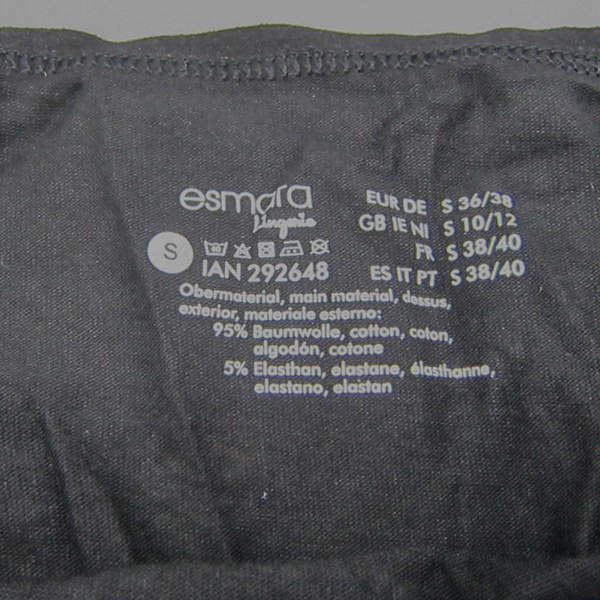 esmara
Lingerie
S
IAN 292648
EUR DE S 36/38
GB IE NI S 10/12
FR S 38/40
ES IT PT S 38/40
Obermaterial, main material, dessus,
exterior, materiale esterno:
95% Baumwolle, cotton, coton,
algodón, cotone
5% Elasthan, elastane, élasthanne,
elastano, elastan